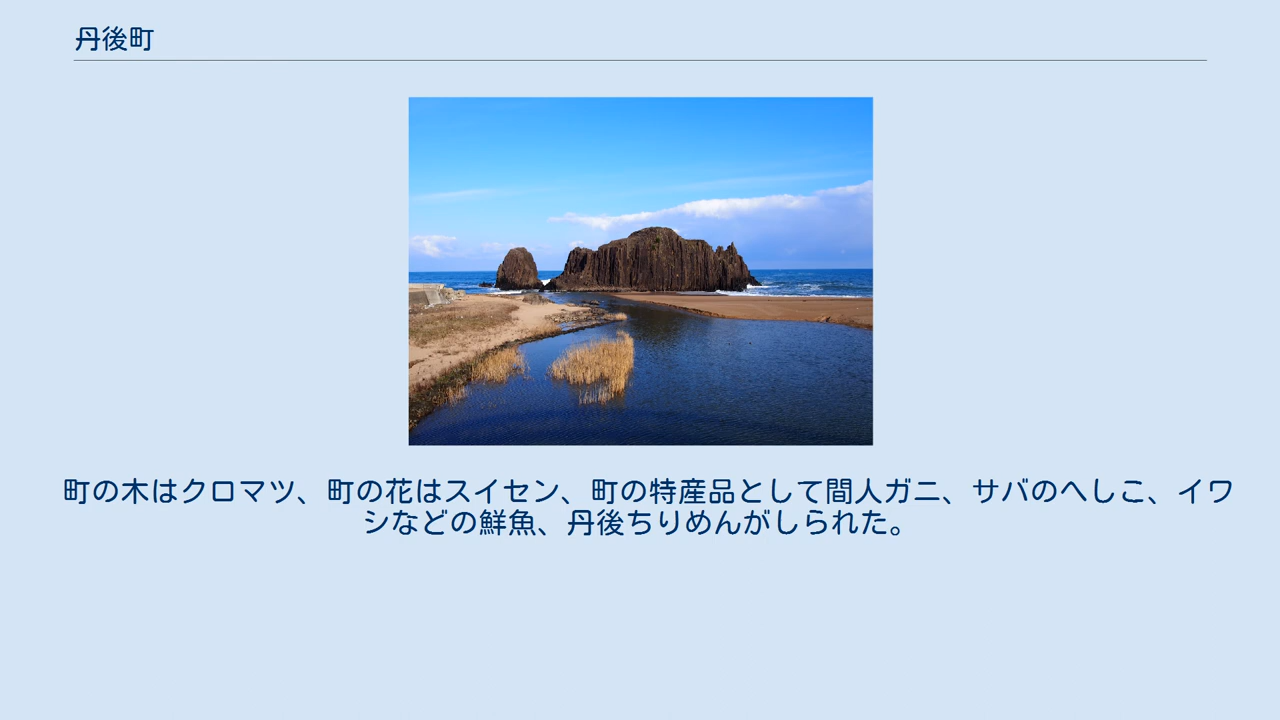 丹後町
町の木はクロマツ、町の花はスイセン、町の特産品として間人ガニ、サバのへしこ、イワ
シなどの鮮魚、丹後ちりめんがしられた。